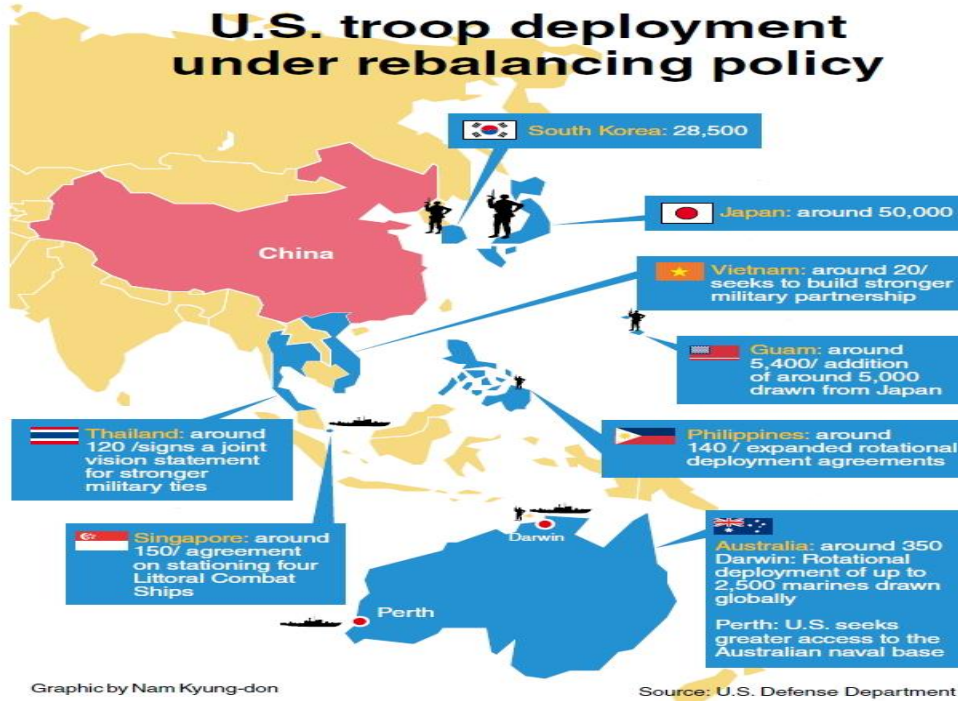 U.S. troop deployment
under rebalancing policy
South Korea: 28,500
Japan: around 50,000
China
Vietnam: around 20/
seeks to build stronger
military partnership
Guam: around
5,400/ addition
of around 5,000
drawn from Japan
Thailand: around
120 /signs a joint
vision statement
for stronger
military ties
Philippines: around
140 / expanded rotational
deployment agreements
Singapore: around
150/ agreement
on stationing four
Littoral Combat
Ships
Darwin
Perth
Australia: around 350
Darwin: Rotational
deployment of up to
2,500 marines drawn
globally
Perth: U.S. seeks
greater access to the
Australian naval base
Graphic by Nam Kyung-don
Source: U.S. Defense Department